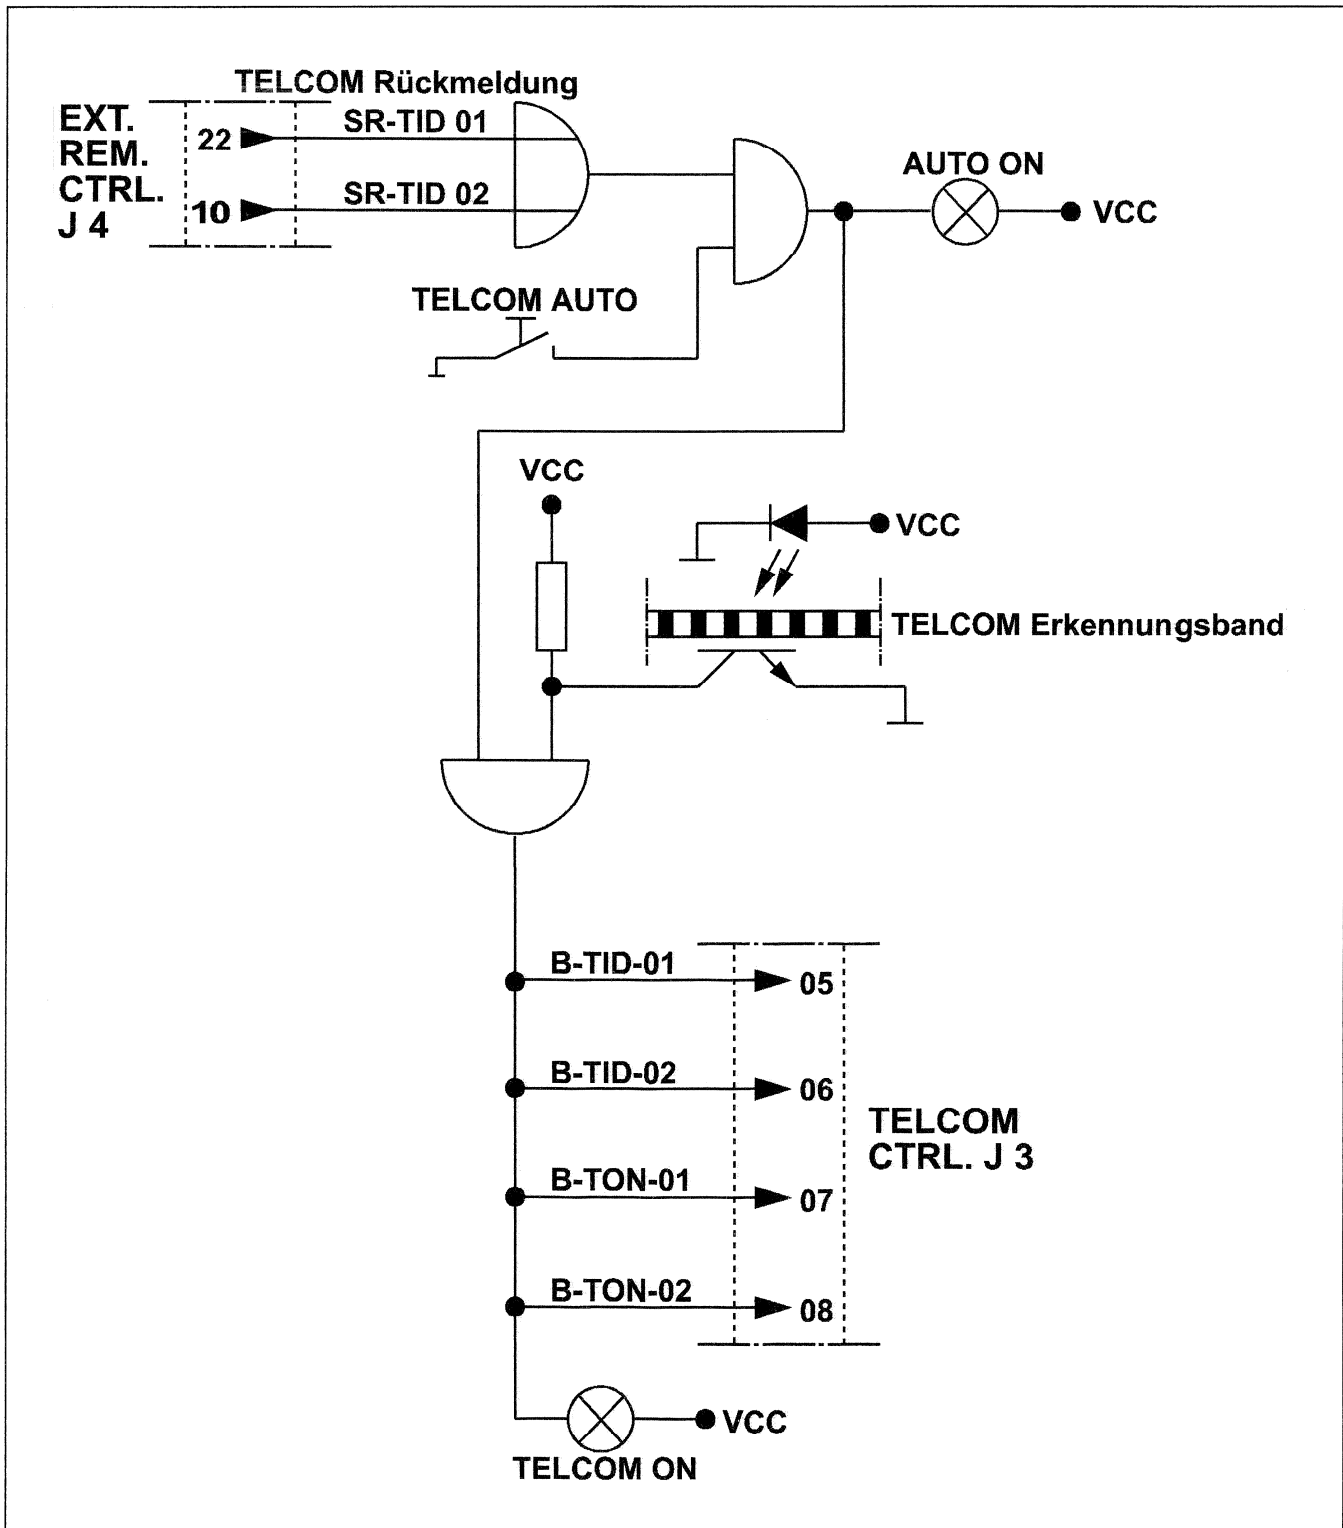 TELCOM Rückmeldung
EXT.
REM.
CTRL.
J 4
22
SR-TID 01
10
SR-TID 02
AUTO ON
VCC
TELCOM AUTO
VCC
VCC
TELCOM Erkennungsband
B-TID-01
05
B-TID-02
06
TELCOM
CTRL. J 3
B-TON-01
07
B-TON-02
08
VCC
TELCOM ON